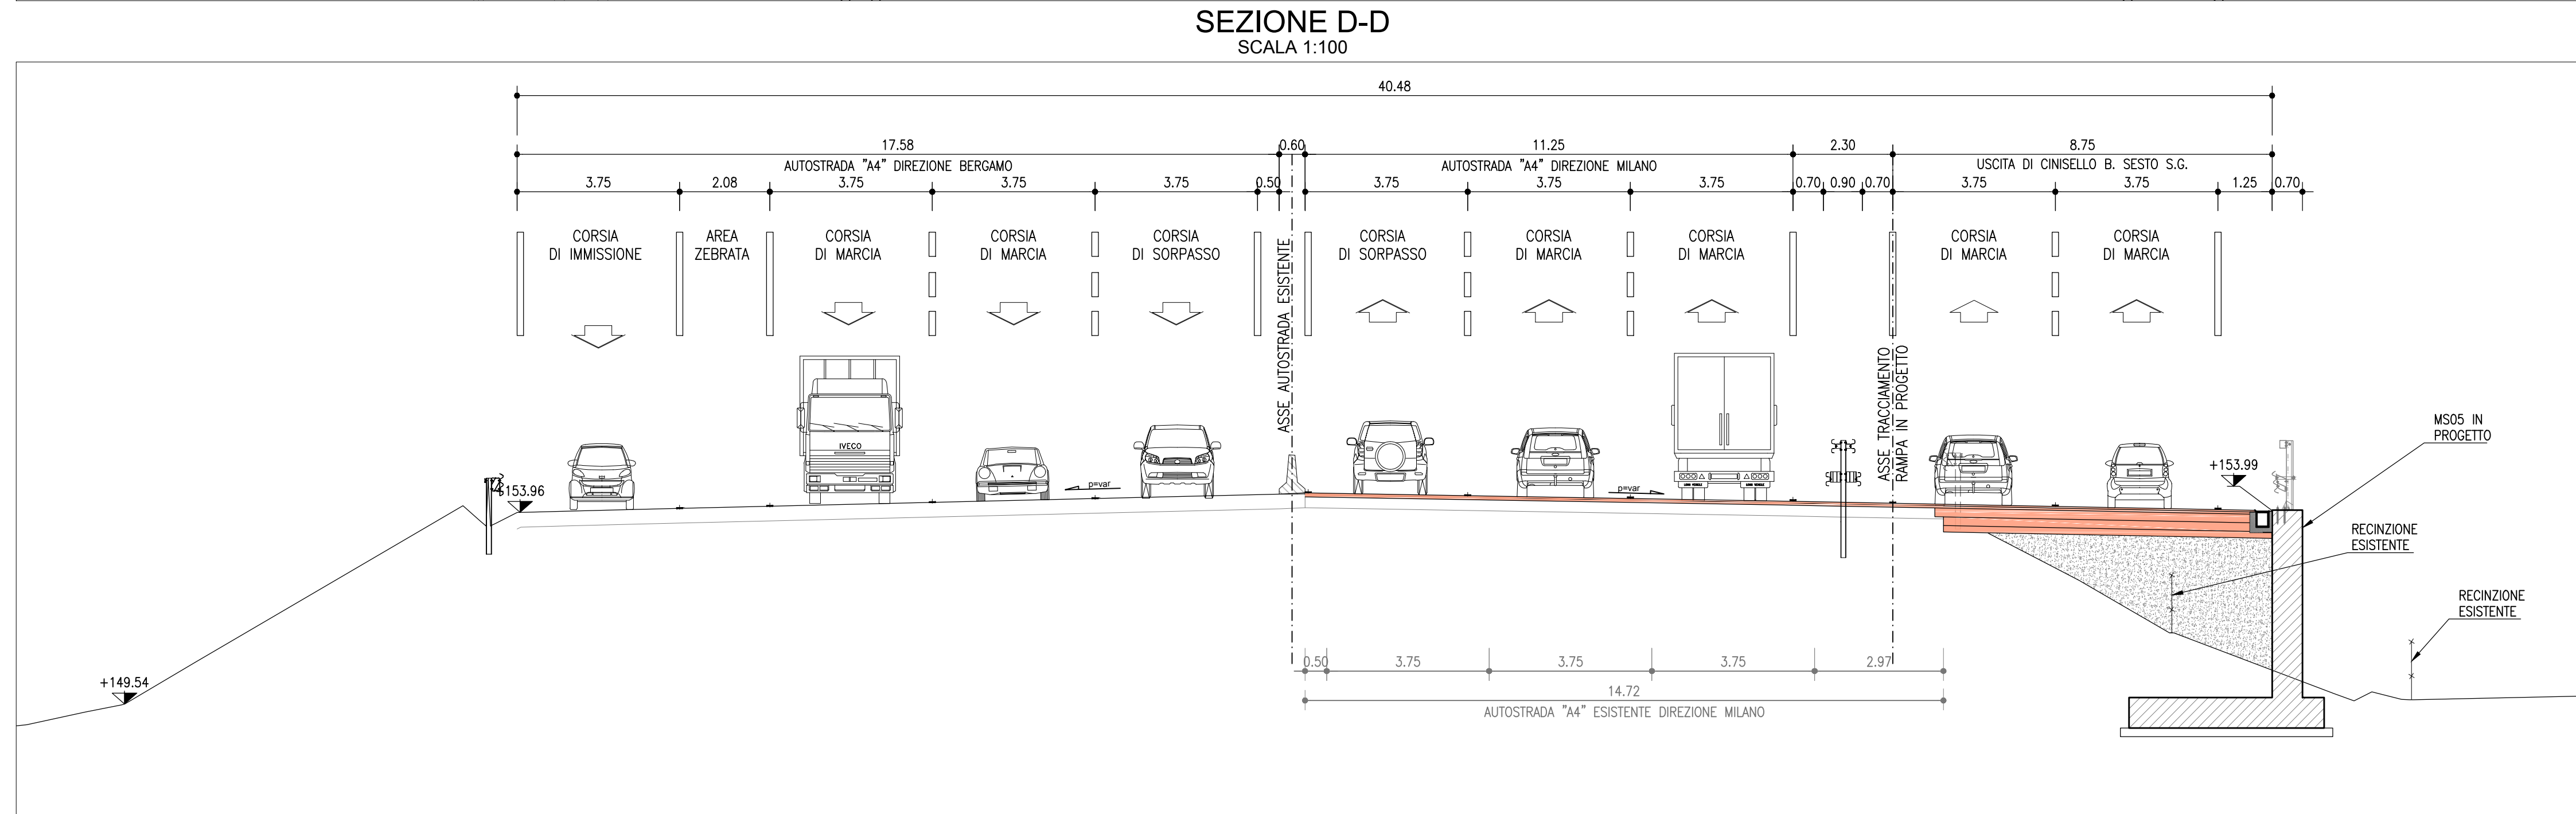 SEZIONE D-D
SCALA 1:100
40.48
17.58
0.60
11.25
2.30
8.75
AUTOSTRADA "A4" DIREZIONE BERGAMO
AUTOSTRADA "A4" DIREZIONE MILANO
USCITA DI CINISELLO B. SESTO S.G.
3.75
2.08
3.75
3.75
3.75
0.50
3.75
3.75
3.75
0.70
0.90
0.70
3.75
3.75
1.25
0.70
CORSIA
DI IMMISSIONE
AREA
ZEBRATA
CORSIA
DI MARCIA
CORSIA
DI MARCIA
CORSIA
DI SORPASSO
ASSE AUTOSTRADA ESISTENTE
CORSIA
DI SORPASSO
CORSIA
DI MARCIA
CORSIA
DI MARCIA
ASSE TRACCIAMENTO
RAMPA IN PROGETTO
CORSIA
DI MARCIA
CORSIA
DI MARCIA
IVECO
p=var
p=var
+153.96
+153.99
MS05 IN
PROGETTO
RECINZIONE
ESISTENTE
RECINZIONE
ESISTENTE
+149.54
0.50
3.75
3.75
3.75
2.97
14.72
AUTOSTRADA "A4" ESISTENTE DIREZIONE MILANO